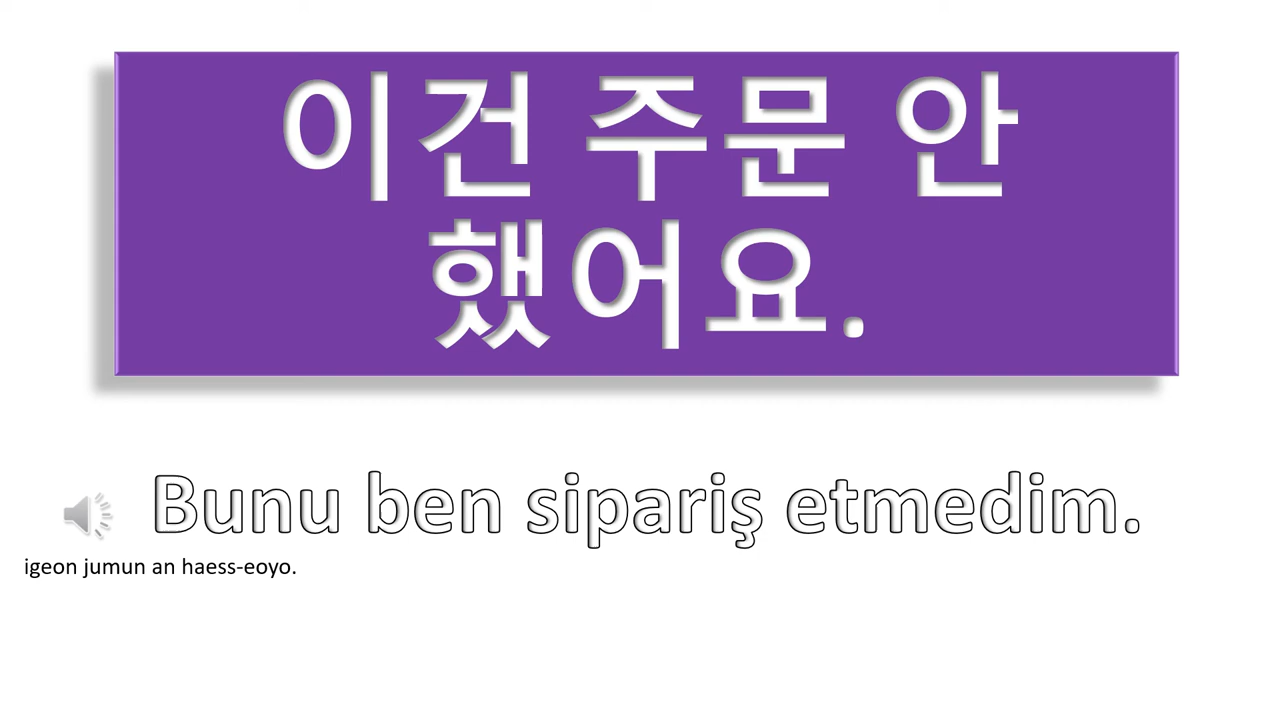 이건 주문 안
했어요.
Bunu ben sipariş etmedim.
igeon jumun an haess-eoyo.